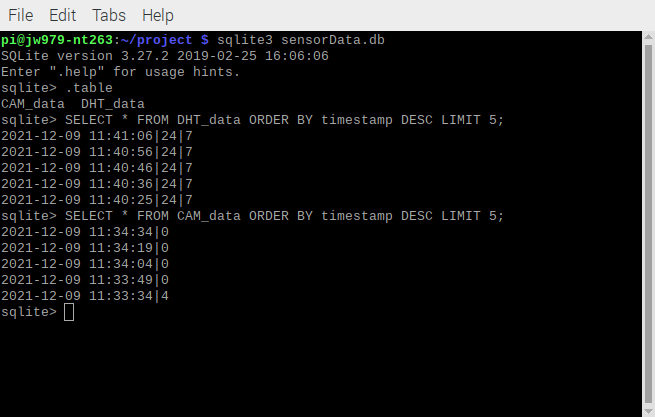 File Edit Tabs Help
pi@jw979-nt263:~/project $ sqlite3 sensorData.db
SQLite version 3.27.2 2019-02-25 16:06:06
Enter ".help" for usage hints.
sqlite> .table
CAM_data  DHT_data
sqlite> SELECT * FROM DHT_data ORDER BY timestamp DESC LIMIT 5;
2021-12-09 11:41:06|24|7
2021-12-09 11:40:56|24|7
2021-12-09 11:40:46|24|7
2021-12-09 11:40:36|24|7
2021-12-09 11:40:25|24|7
sqlite> SELECT * FROM CAM_data ORDER BY timestamp DESC LIMIT 5;
2021-12-09 11:34:34|0
2021-12-09 11:34:19|0
2021-12-09 11:34:04|0
2021-12-09 11:33:49|0
2021-12-09 11:33:34|4
sqlite>